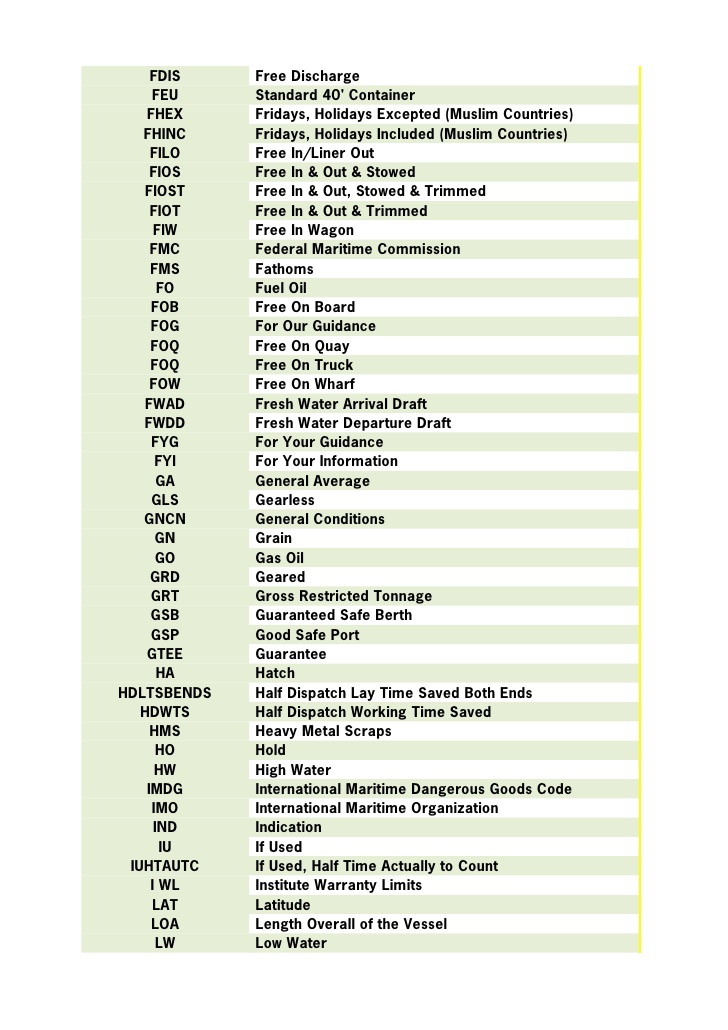 FDIS Free Discharge
FEU Standard 40' Container
FHEX Fridays, Holidays Excepted (Muslim Countries)
FHINC Fridays, Holidays Included (Muslim Countries)
FILO Free In/Liner Out
FIOS Free In & Out & Stowed
FIOST Free In & Out, Stowed & Trimmed
FIOT Free In & Out & Trimmed
FIW Free In Wagon
FMC Federal Maritime Commission
FMS Fathoms
FO Fuel Oil
FOB Free On Board
FOG For Our Guidance
FOQ Free On Quay
FOQ Free On Truck
FOW Free On Wharf
FWAD Fresh Water Arrival Draft
FWDD Fresh Water Departure Draft
FYG For Your Guidance
FYI For Your Information
GA General Average
GLS Gearless
GNCN General Conditions
GN Grain
GO Gas Oil
GRD Geared
GRT Gross Restricted Tonnage
GSB Guaranteed Safe Berth
GSP Good Safe Port
GTEE Guarantee
HA Hatch
HDLTSBENDS Half Dispatch Lay Time Saved Both Ends
HDWTS Half Dispatch Working Time Saved
HMS Heavy Metal Scraps
HO Hold
HW High Water
IMDG International Maritime Dangerous Goods Code
IMO International Maritime Organization
IND Indication
IU If Used
IUHTAUTC If Used, Half Time Actually to Count
I WL Institute Warranty Limits
LAT Latitude
LOA Length Overall of the Vessel
LW Low Water